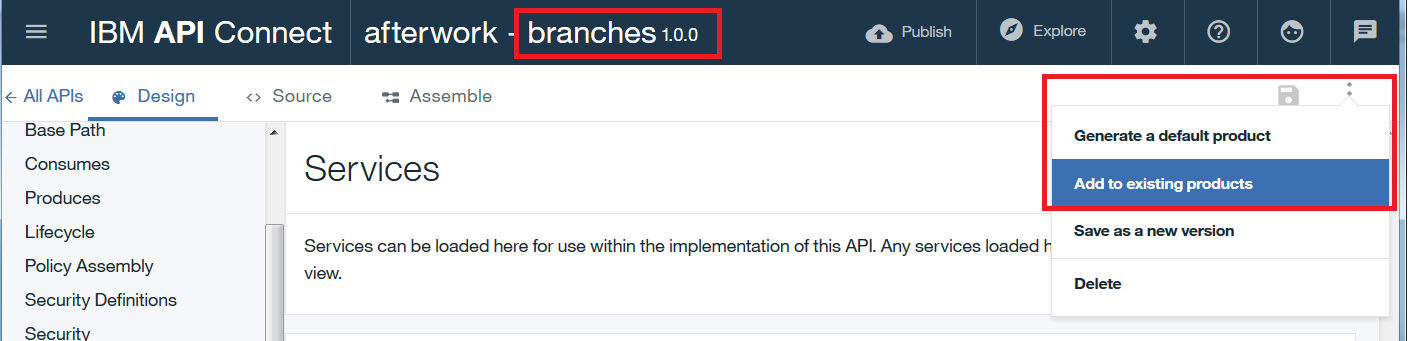 IBM API Connect afterwork - branches 1.0.0 Publish Explore
All APIs Design Source Assemble
Base Path
Consumes
Produces
Lifecycle
Policy Assembly
Security Definitions
Security
Services
Services can be loaded here for use within the implementation of this API. Any services loaded h
view.
Generate a default product
Add to existing products
Save as a new version
Delete